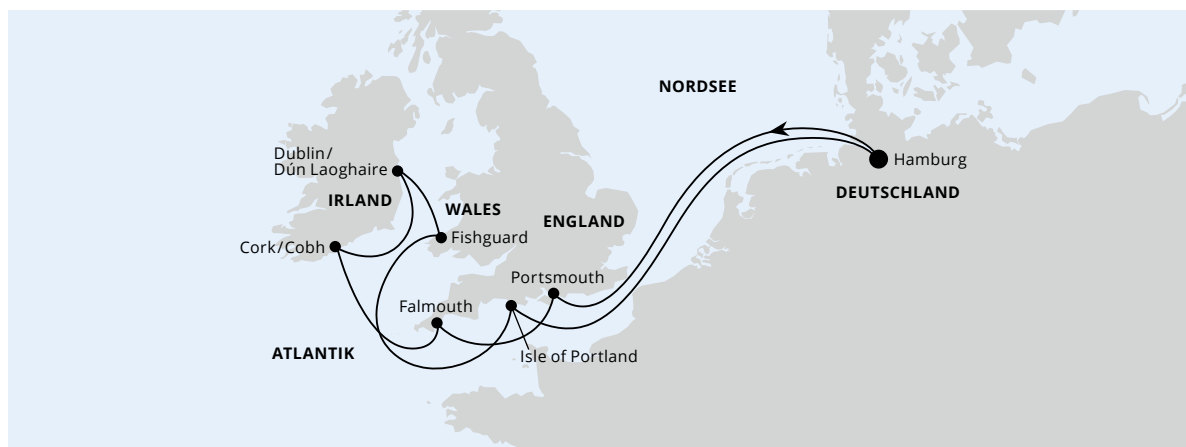 NORDSEE
Dublin/
Dún Laoghaire
Hamburg
DEUTSCHLAND
IRLAND
WALES
ENGLAND
Cork/Cobh
Fishguard
Portsmouth
Falmouth
ATLANTIK
Isle of Portland